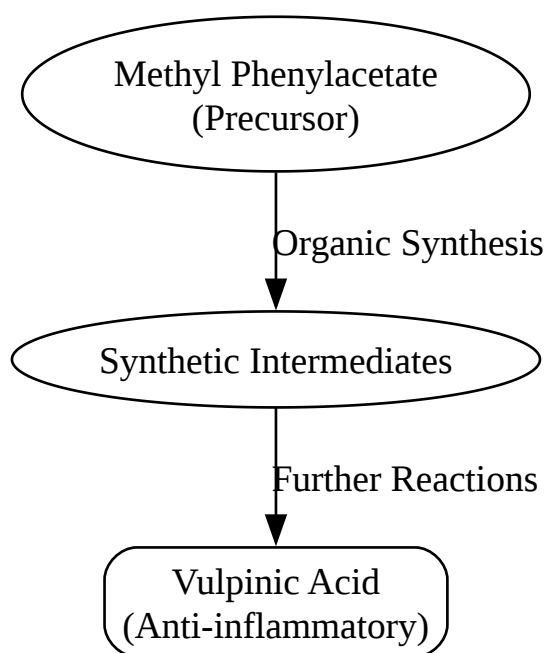 Methyl Phenylacetate
(Precursor)
Organic Synthesis
Synthetic Intermediates
Further Reactions
Vulpinic Acid
(Anti-inflammatory)